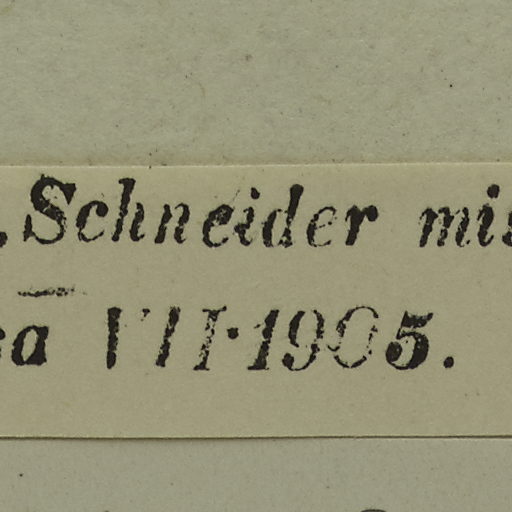 .Schneider mis
a VII·1905.